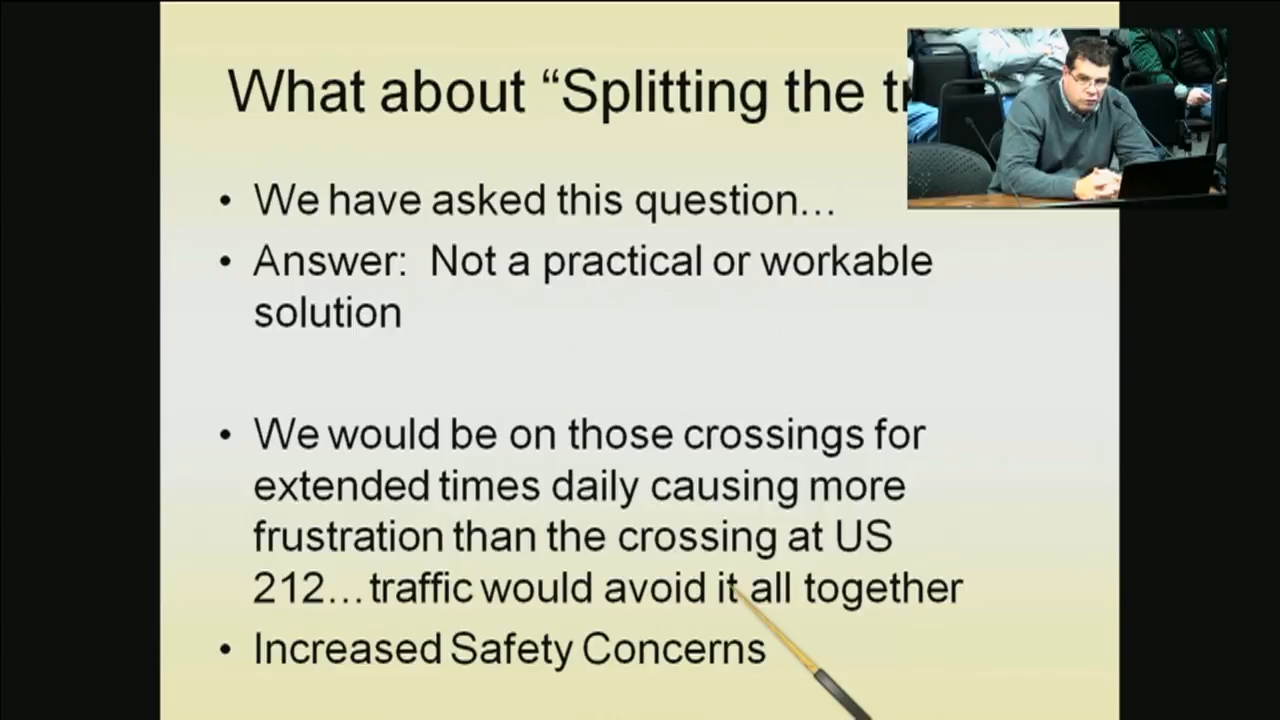 What about “Splitting the
• We have asked this question…
• Answer: Not a practical or workable
solution
• We would be on those crossings for
extended times daily causing more
frustration than the crossing at US
212…traffic would avoid it all together
• Increased Safety Concerns